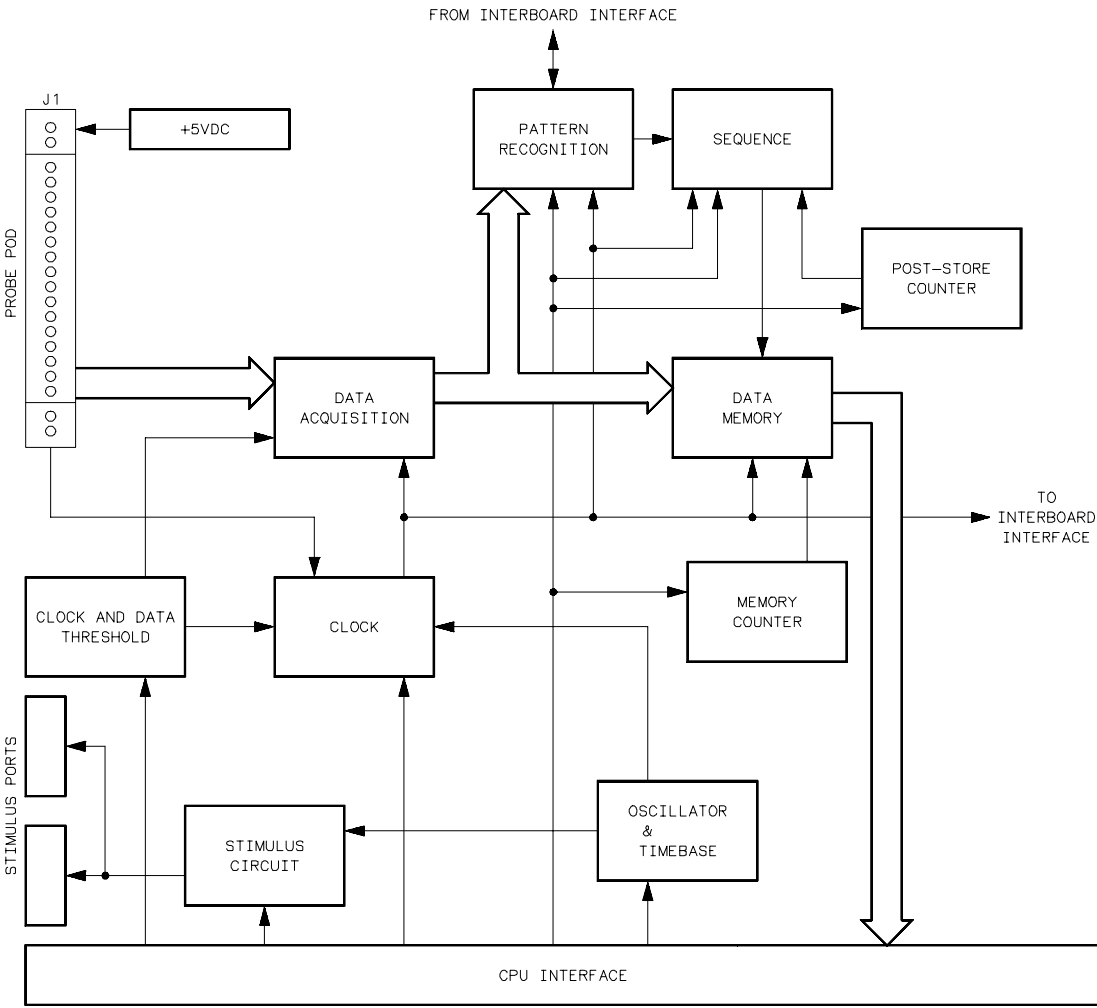 FROM INTERBOARD INTERFACE
J1
+5VDC
PATTERN
RECOGNITION
SEQUENCE
PROBE POD
POST-STORE
COUNTER
DATA
ACQUISITION
DATA
MEMORY
TO
INTERBOARD
INTERFACE
CLOCK AND DATA
THRESHOLD
CLOCK
MEMORY
COUNTER
STIMULUS PORTS
STIMULUS
CIRCUIT
OSCILLATOR
&
TIMEBASE
CPU INTERFACE